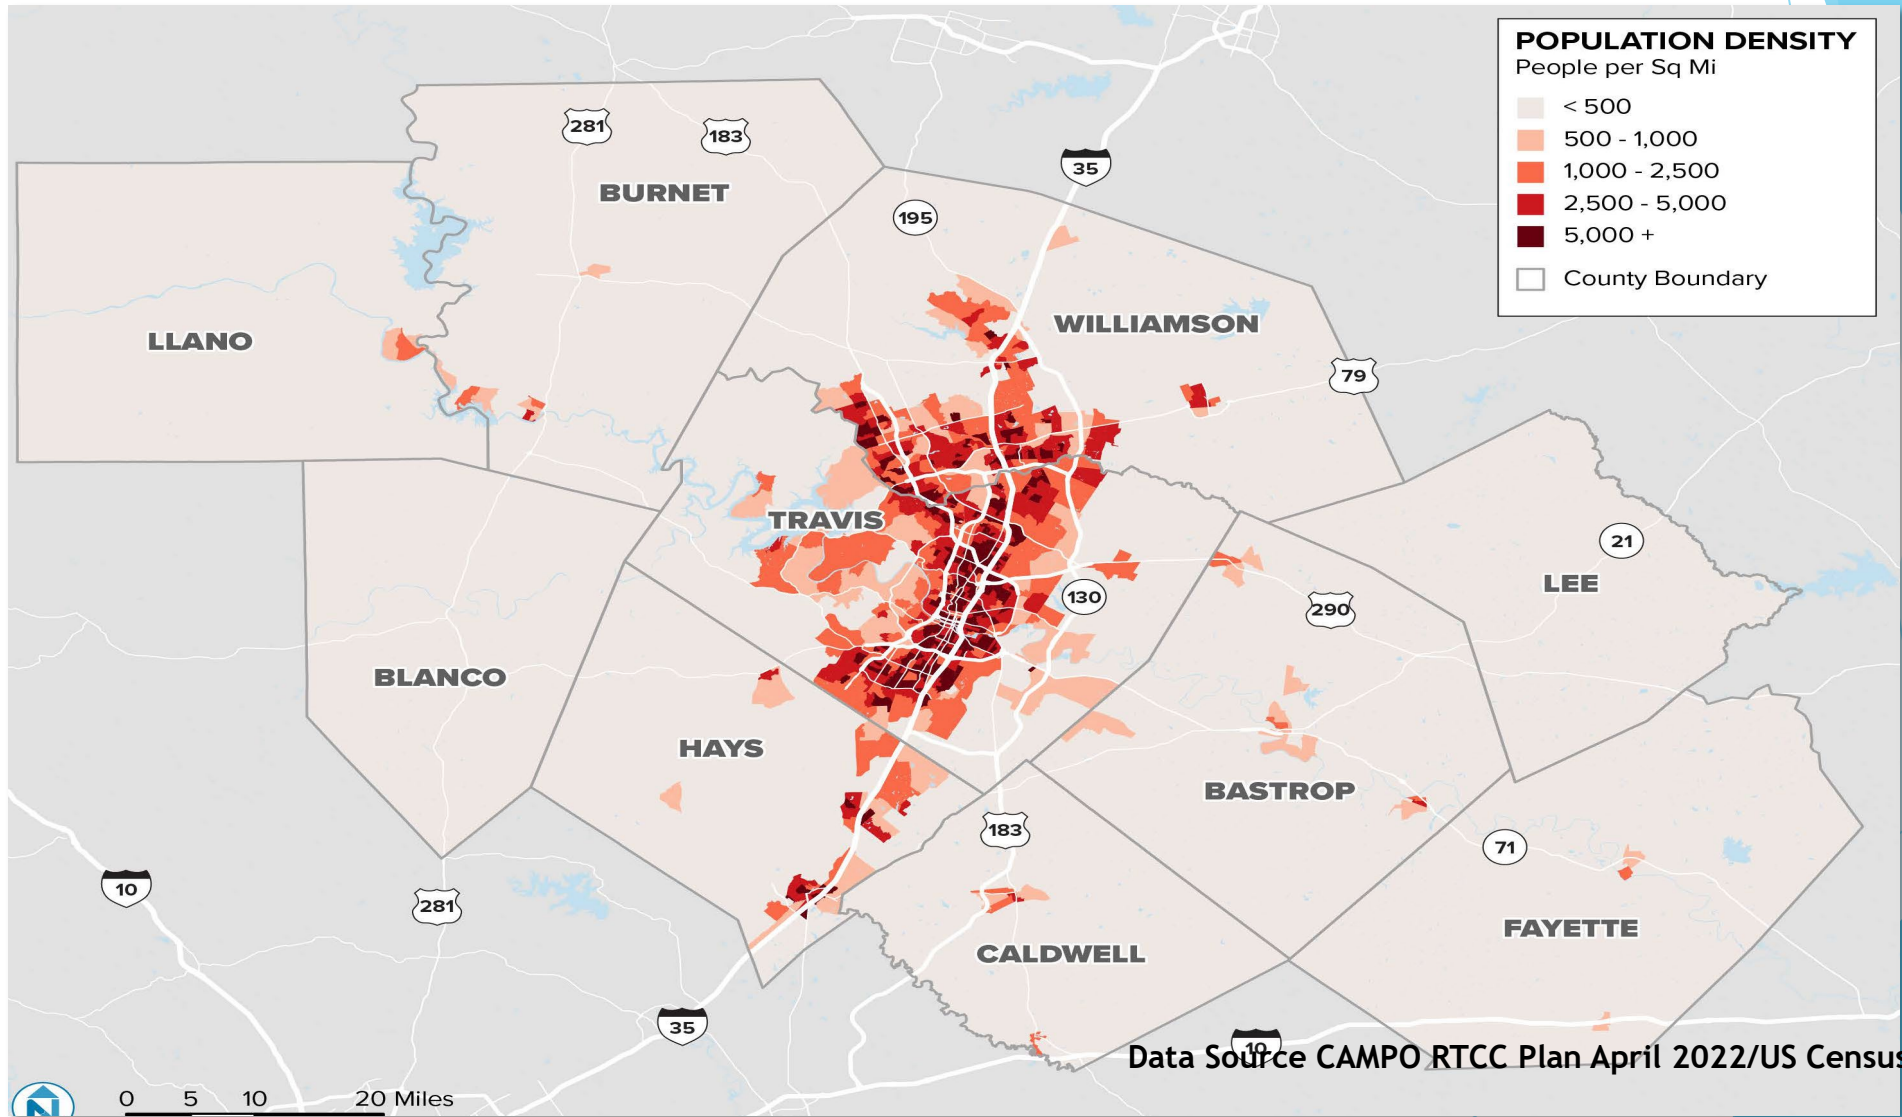 POPULATION DENSITY
People per Sq Mi
< 500
500 - 1,000
1,000 - 2,500
2,500 - 5,000
5,000 +
County Boundary
281
183
BURNET
35
195
LLANO
WILLIAMSON
79
TRAVIS
21
LEE
130
290
BLANCO
HAYS
BASTROP
183
71
10
281
FAYETTE
CALDWELL
35
10
Data Source CAMPO RTCC Plan April 2022/US Census
0 5 10 20 Miles
N